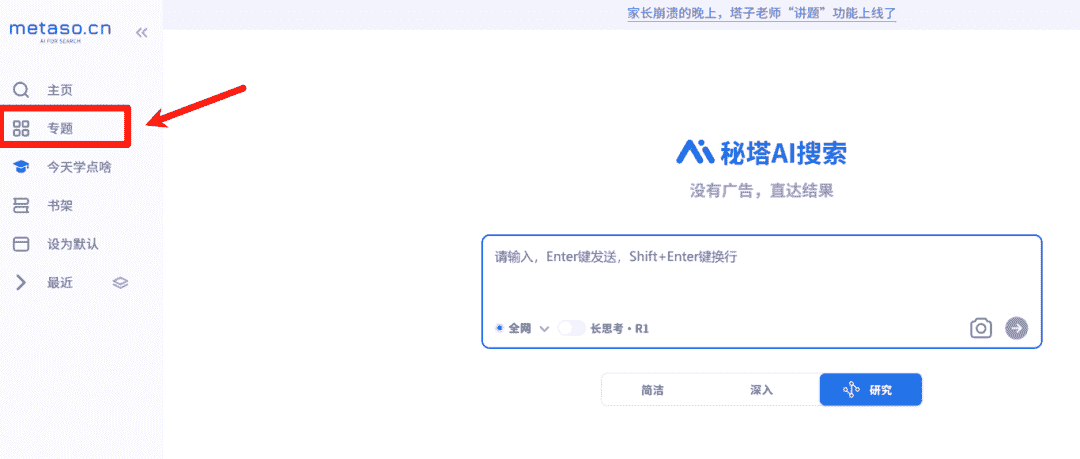 家长崩溃的晚上，塔子老师“讲题”功能上线了
metaso.cn
AI FOR SEARCH
主页
专题
今天学点啥
书架
设为默认
最近
秘塔AI搜索
没有广告，直达结果
请输入，Enter键发送，Shift+Enter键换行
全网 长思考·R1
简洁 深入 研究